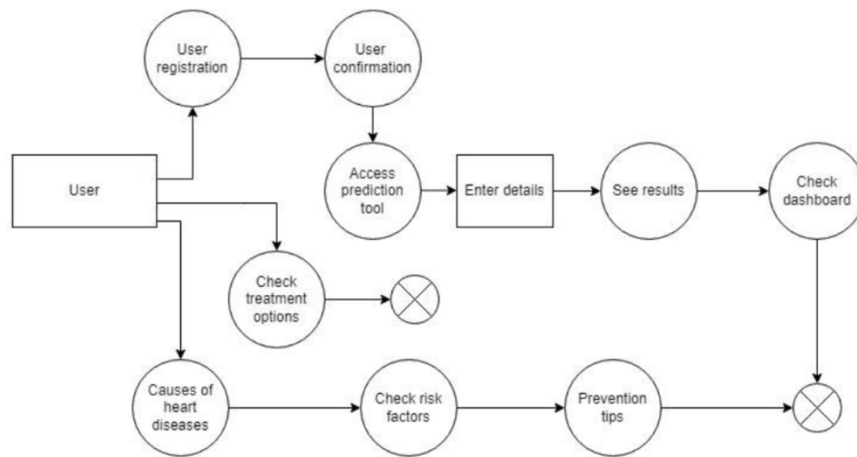 User
registration
User
confirmation
User
Access
prediction
tool
Enter details
See results
Check
dashboard
Check
treatment
options
Causes of
heart
diseases
Check risk
factors
Prevention
tips